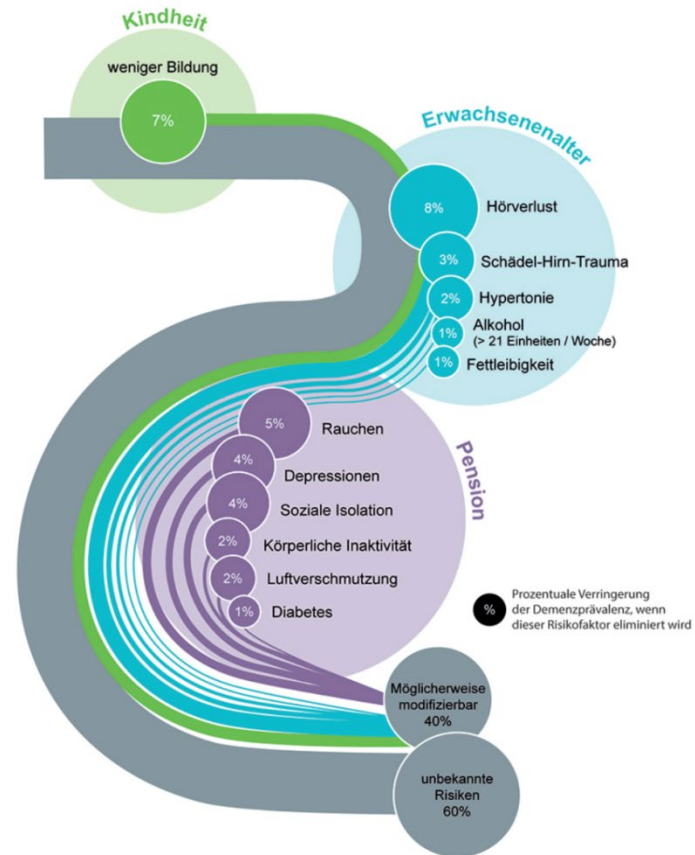 Kindheit
weniger Bildung
7%
Erwachsenenalter
8%
Hörverlust
3%
Schädel-Hirn-Trauma
2%
Hypertonie
1%
Alkohol
(> 21 Einheiten / Woche)
1%
Fettleibigkeit
Pension
5%
Rauchen
4%
Depressionen
4%
Soziale Isolation
2%
Körperliche Inaktivität
2%
Luftverschmutzung
1%
Diabetes
%
Prozentuale Verringerung
der Demenzprävalenz, wenn
dieser Risikofaktor eliminiert wird
Möglicherweise
modifizierbar
40%
unbekannte
Risiken
60%